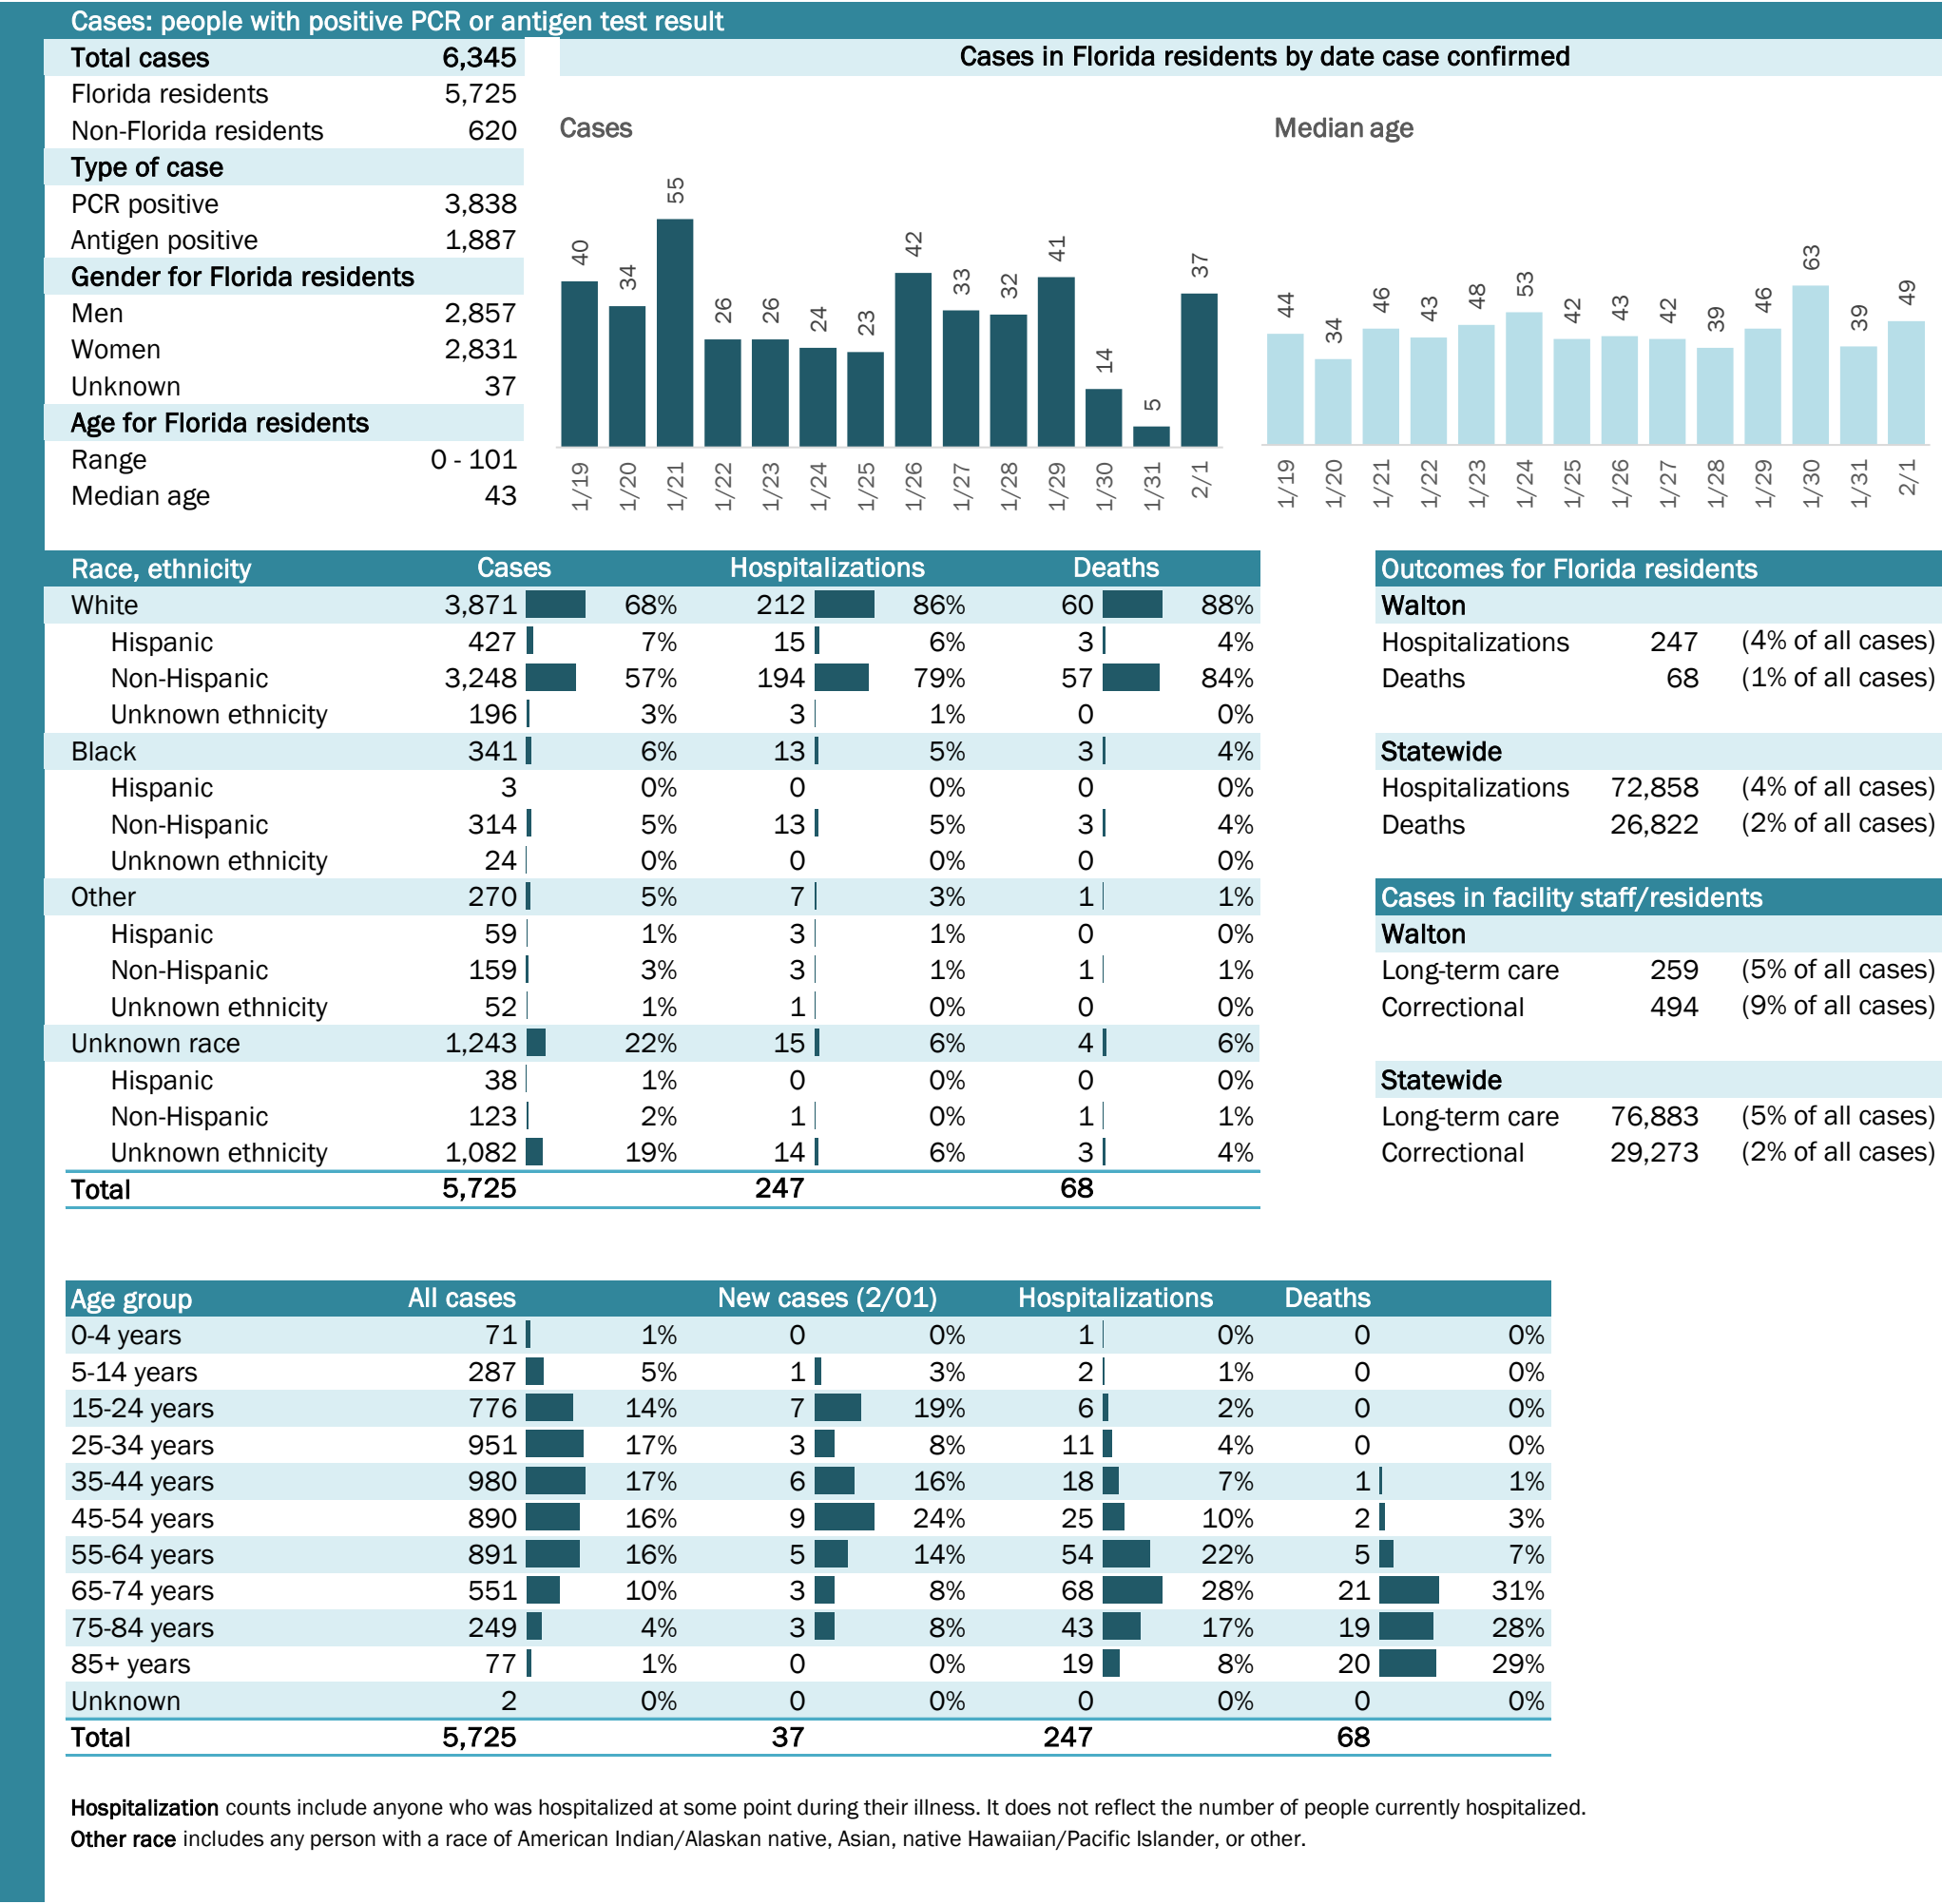 Cases: people with positive PCR or antigen test result
Total cases 6,345
Florida residents 5,725
Non-Florida residents 620
Type of case
PCR positive 3,838
Antigen positive 1,887
Gender for Florida residents
Men 2,857
Women 2,831
Unknown 37
Age for Florida residents
Range 0 - 101
Median age 43
Cases in Florida residents by date case confirmed
Cases
40 34 55 26 26 24 23 42 33 32 41 14 5 37
1/19 1/20 1/21 1/22 1/23 1/24 1/25 1/26 1/27 1/28 1/29 1/30 1/31 2/1
Median age
44 34 46 43 48 53 42 43 42 39 46 63 39 49
1/19 1/20 1/21 1/22 1/23 1/24 1/25 1/26 1/27 1/28 1/29 1/30 1/31 2/1
Race, ethnicity Cases Hospitalizations Deaths
White 3,871 68% 212 86% 60 88%
Hispanic 427 7% 15 6% 3 4%
Non-Hispanic 3,248 57% 194 79% 57 84%
Unknown ethnicity 196 3% 3 1% 0 0%
Black 341 6% 13 5% 3 4%
Hispanic 3 0% 0 0% 0 0%
Non-Hispanic 314 5% 13 5% 3 4%
Unknown ethnicity 24 0% 0 0% 0 0%
Other 270 5% 7 3% 1 1%
Hispanic 59 1% 3 1% 0 0%
Non-Hispanic 159 3% 3 1% 1 1%
Unknown ethnicity 52 1% 1 0% 0 0%
Unknown race 1,243 22% 15 6% 4 6%
Hispanic 38 1% 0 0% 0 0%
Non-Hispanic 123 2% 1 0% 1 1%
Unknown ethnicity 1,082 19% 14 6% 3 4%
Total 5,725 247 68
Outcomes for Florida residents
Walton
Hospitalizations 247 (4% of all cases)
Deaths 68 (1% of all cases)
Statewide
Hospitalizations 72,858 (4% of all cases)
Deaths 26,822 (2% of all cases)
Cases in facility staff/residents
Walton
Long-term care 259 (5% of all cases)
Correctional 494 (9% of all cases)
Statewide
Long-term care 76,883 (5% of all cases)
Correctional 29,273 (2% of all cases)
Age group All cases New cases (2/01) Hospitalizations Deaths
0-4 years 71 1% 0 0% 1 0% 0 0%
5-14 years 287 5% 1 3% 2 1% 0 0%
15-24 years 776 14% 7 19% 6 2% 0 0%
25-34 years 951 17% 3 8% 11 4% 0 0%
35-44 years 980 17% 6 16% 18 7% 1 1%
45-54 years 890 16% 9 24% 25 10% 2 3%
55-64 years 891 16% 5 14% 54 22% 5 7%
65-74 years 551 10% 3 8% 68 28% 21 31%
75-84 years 249 4% 3 8% 43 17% 19 28%
85+ years 77 1% 0 0% 19 8% 20 29%
Unknown 2 0% 0 0% 0 0% 0 0%
Total 5,725 37 247 68
Hospitalization counts include anyone who was hospitalized at some point during their illness. It does not reflect the number of people currently hospitalized.
Other race includes any person with a race of American Indian/Alaskan native, Asian, native Hawaiian/Pacific Islander, or other.